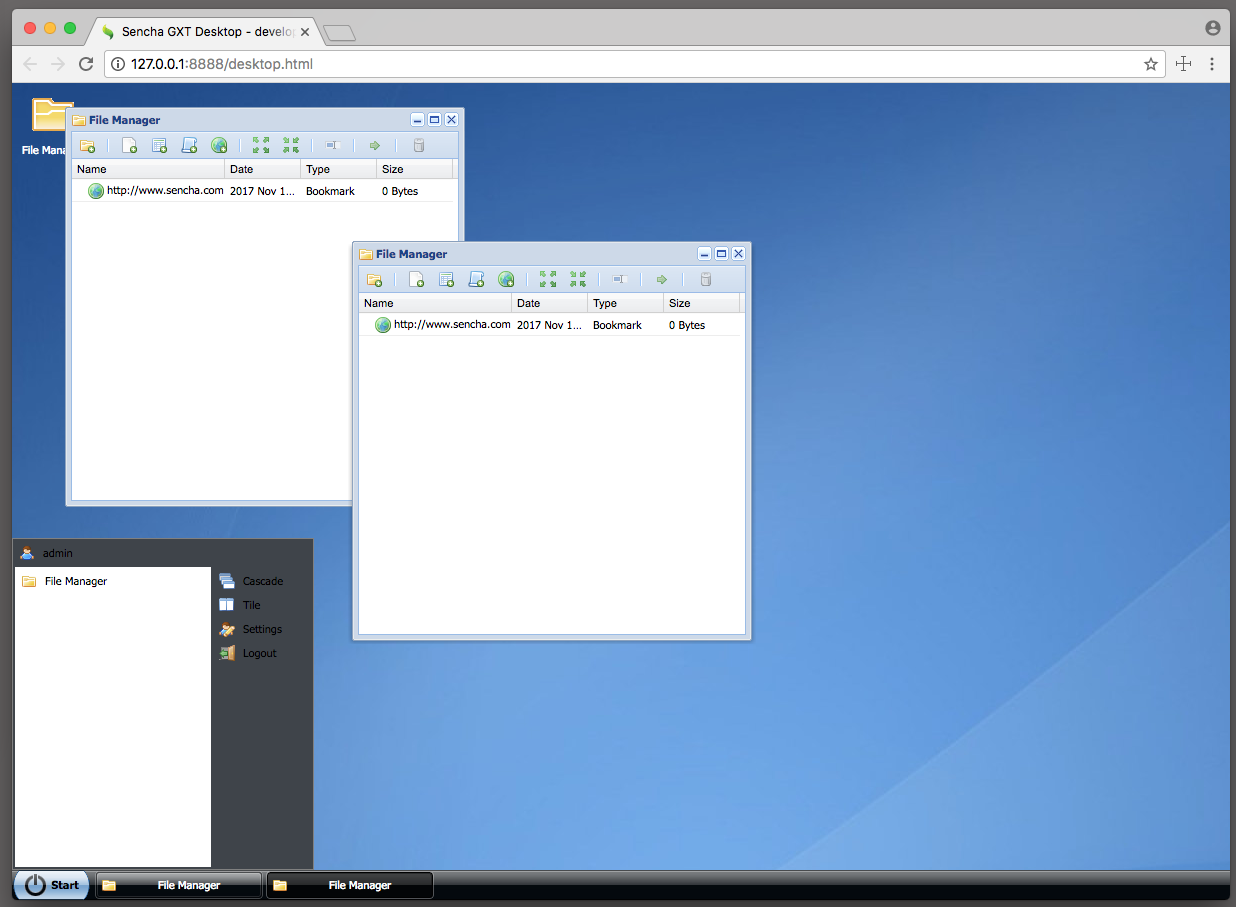 Sencha GXT Desktop - develo
127.0.0.1:8888/desktop.html
File Mana
File Manager
Name Date Type Size
http://www.sencha.com 2017 Nov 1... Bookmark 0 Bytes
File Manager
Name Date Type Size
http://www.sencha.com 2017 Nov 1... Bookmark 0 Bytes
admin
File Manager
Cascade
Tile
Settings
Logout
Start File Manager File Manager